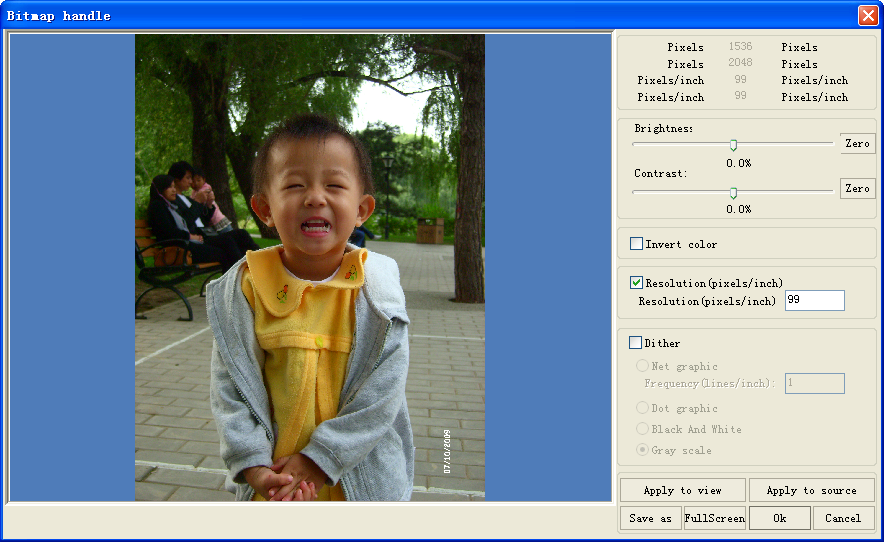 Bitmap handle
Pixels 1536 Pixels
Pixels 2048 Pixels
Pixels/inch 99 Pixels/inch
Pixels/inch 99 Pixels/inch
Brightness:
Zero
0.0%
Contrast:
Zero
0.0%
Invert color
Resolution(pixels/inch)
Resolution(pixels/inch) 99
Dither
Net graphic
Frequency(lines/inch): 1
Dot graphic
Black And White
Gray scale
07/10/2009
Apply to view Apply to source
Save as FullScreen Ok Cancel